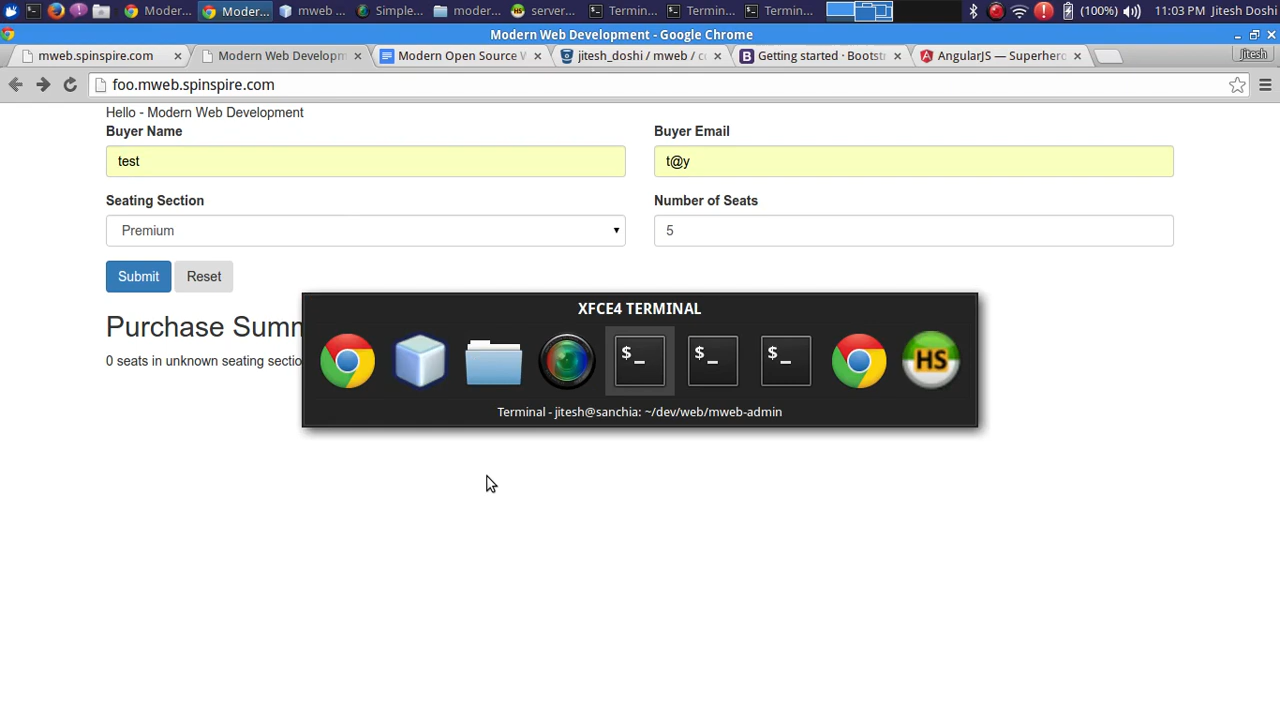 Moder...
Moder...
mweb ...
Simple...
moder...
server...
Termin...
Termin...
Termin...
(100%)
11:03 PM
Jitesh Doshi
Modern Web Development - Google Chrome
mweb.spinspire.com
Modern Web Developm
Modern Open Source W
jitesh_doshi / mweb / c
Getting started · Bootst
AngularJS — Superhero
Jitesh
foo.mweb.spinspire.com
Hello - Modern Web Development
Buyer Name
Buyer Email
test
t@y
Seating Section
Number of Seats
Premium
5
Submit
Reset
Purchase Summ
0 seats in unknown seating sectio
XFCE4 TERMINAL
$_
$_
$_
HS
Terminal - jitesh@sanchia: ~/dev/web/mweb-admin